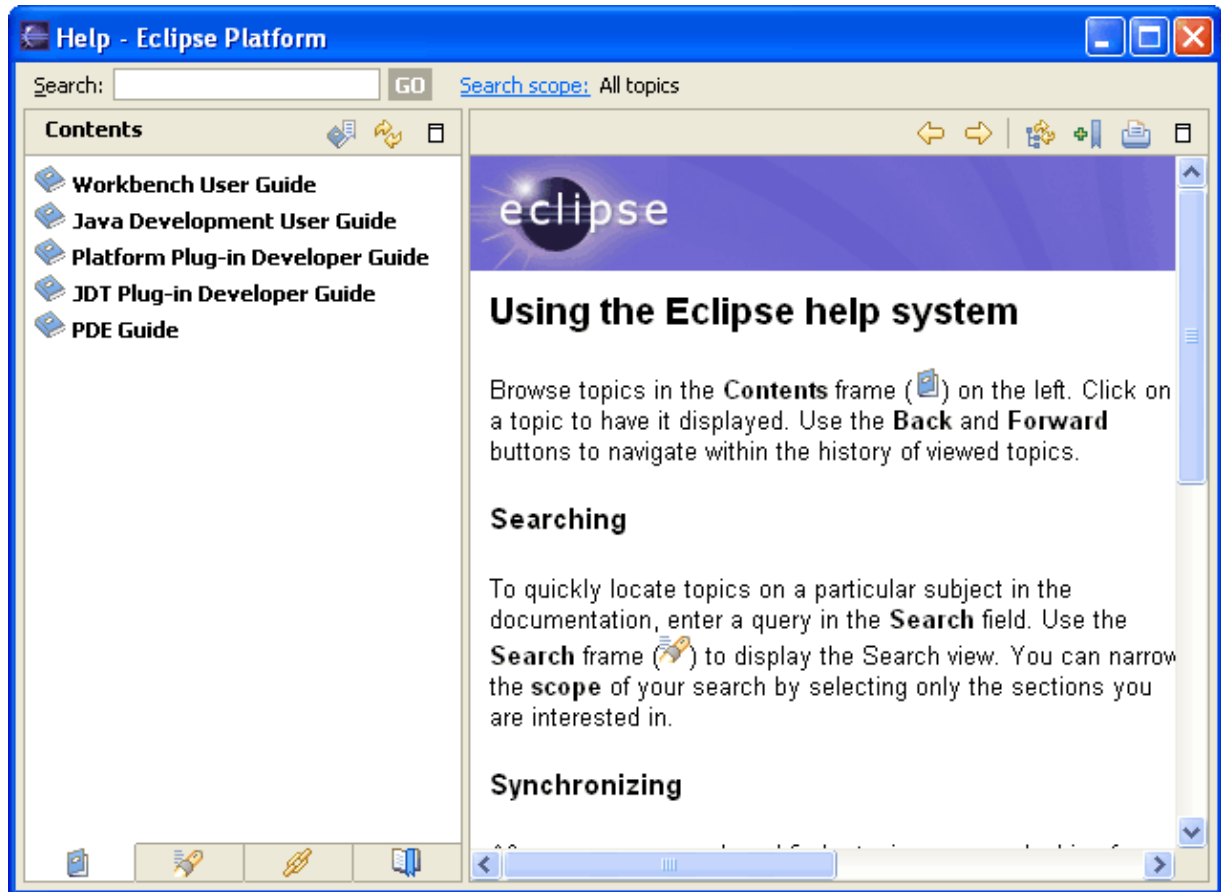 Help - Eclipse Platform
Search: GO Search scope: All topics
Contents
Workbench User Guide
Java Development User Guide
Platform Plug-in Developer Guide
JDT Plug-in Developer Guide
PDE Guide
eclipse
Using the Eclipse help system
Browse topics in the Contents frame ( ) on the left. Click on
a topic to have it displayed. Use the Back and Forward
buttons to navigate within the history of viewed topics.
Searching
To quickly locate topics on a particular subject in the
documentation, enter a query in the Search field. Use the
Search frame ( ) to display the Search view. You can narrow
the scope of your search by selecting only the sections you
are interested in.
Synchronizing